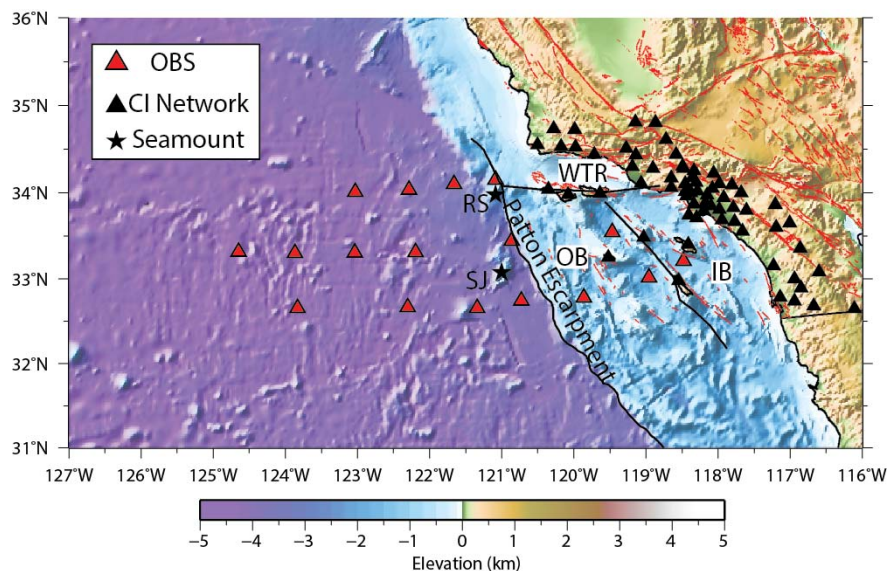 36°N
35°N
34°N
33°N
32°N
31°N
OBS
CI Network
Seamount
WTR
RS
OB
IB
SJ
Patton Escarpment
127°W 126°W 125°W 124°W 123°W 122°W 121°W 120°W 119°W 118°W 117°W 116°W
−5 −4 −3 −2 −1 0 1 2 3 4 5
Elevation (km)